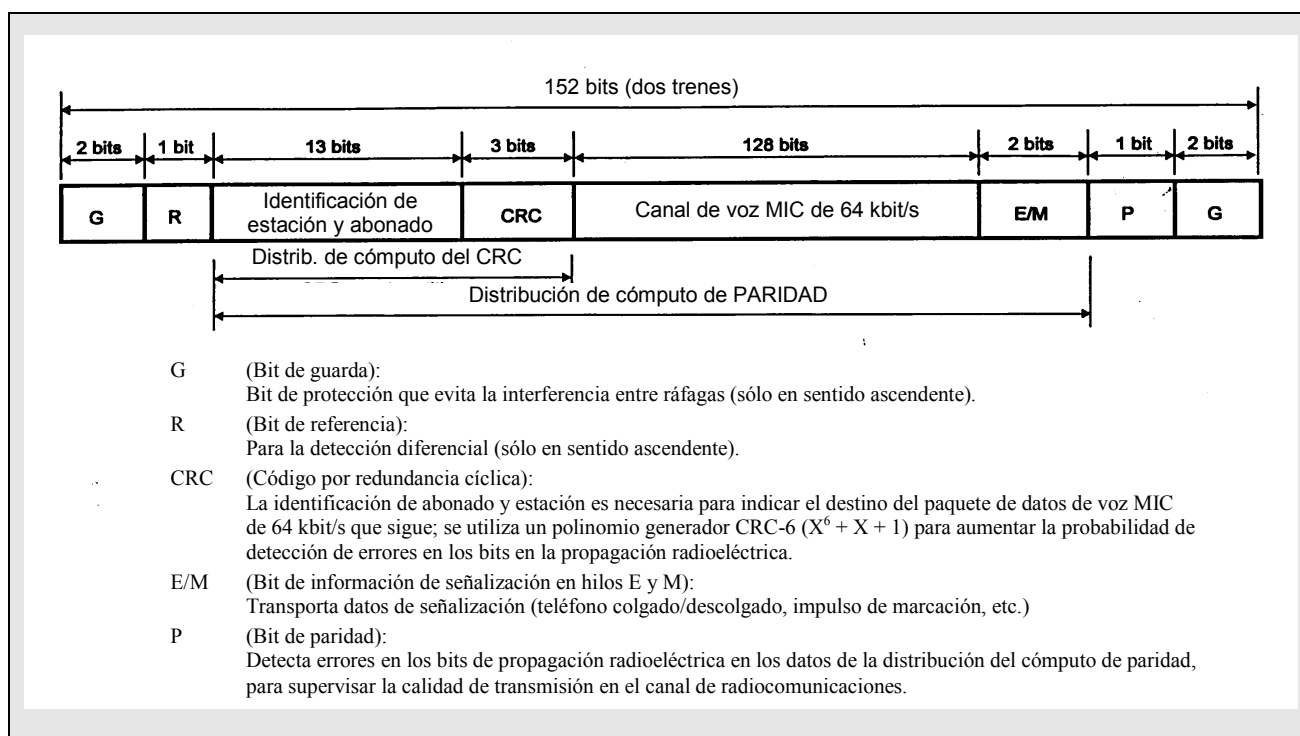 152 bits (dos trenes)
2 bits 1 bit 13 bits 3 bits 128 bits 2 bits 1 bit 2 bits
G R Identificación de estación y abonado CRC Canal de voz MIC de 64 kbit/s E/M P G
Distrib. de cómputo del CRC
Distribución de cómputo de PARIDAD
G (Bit de guarda):
Bit de protección que evita la interferencia entre ráfagas (sólo en sentido ascendente).
R (Bit de referencia):
Para la detección diferencial (sólo en sentido ascendente).
CRC (Código por redundancia cíclica):
La identificación de abonado y estación es necesaria para indicar el destino del paquete de datos de voz MIC
de 64 kbit/s que sigue; se utiliza un polinomio generador CRC-6 (X⁶ + X + 1) para aumentar la probabilidad de
detección de errores en los bits en la propagación radioeléctrica.
E/M (Bit de información de señalización en hilos E y M):
Transporta datos de señalización (teléfono colgado/descolgado, impulso de marcación, etc.)
P (Bit de paridad):
Detecta errores en los bits de propagación radioeléctrica en los datos de la distribución del cómputo de paridad,
para supervisar la calidad de transmisión en el canal de radiocomunicaciones.